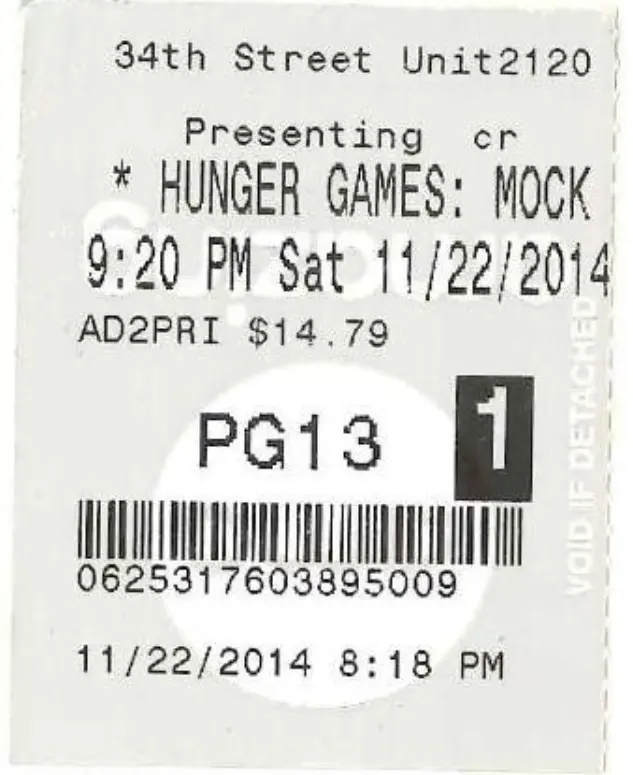 34th Street Unit2120
Presenting cr
* HUNGER GAMES: MOCK
9:20 PM Sat 11/22/2014
AD2PRI $14.79
PG13
1
VOID IF DETACHED
0625317603895009
11/22/2014 8:18 PM